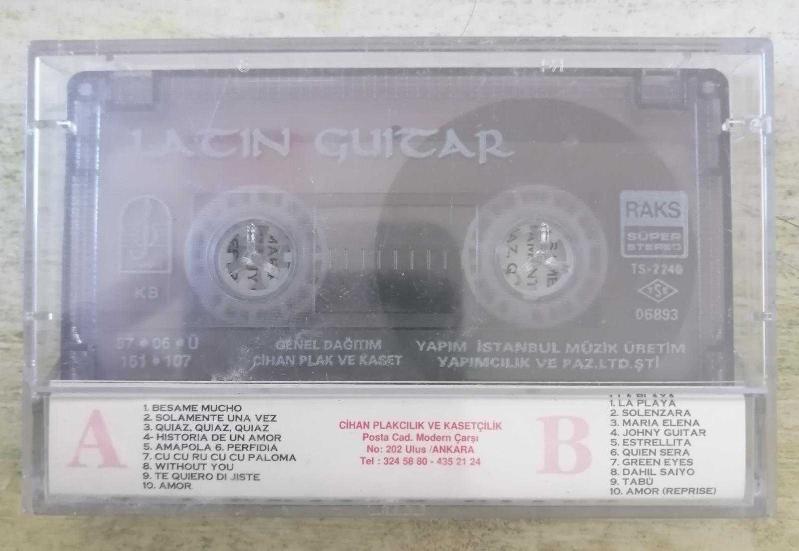 LATIN GUITAR
RAKS
SÜPER
STEREO
TS-2246
TSE
06893
KB
97 • 06 • Ü
151 • 107
GENEL DAĞITIM
CİHAN PLAK VE KASET
YAPIM İSTANBUL MÜZİK ÜRETİM
YAPIMCILIK VE PAZ.LTD.ŞTİ
A
1. BESAME MUCHO
2. SOLAMENTE UNA VEZ
3. QUIAZ, QUIAZ, QUIAZ
4- HISTORIA DE UN AMOR
5. AMAPOLA 6. PERFIDIA
7. CU CU RU CU CU PALOMA
8. WITHOUT YOU
9. TE QUIERO DI JISTE
10. AMOR
CİHAN PLAKCILIK VE KASETÇİLİK
Posta Cad. Modern Çarşı
No: 202 Ulus /ANKARA
Tel : 324 58 80 - 435 21 24
B
1. LA PLAYA
2. SOLENZARA
3. MARIA ELENA
4. JOHNY GUITAR
5. ESTRELLITA
6. QUIEN SERA
7. GREEN EYES
8. DAHIL SAIYO
9. TABÜ
10. AMOR (REPRISE)